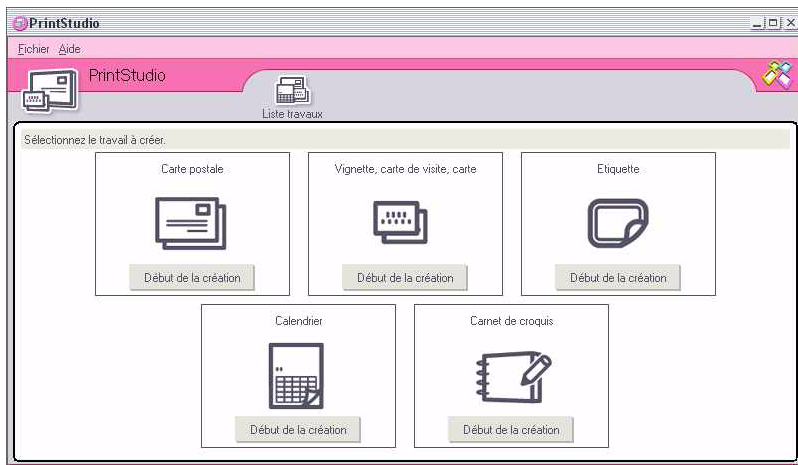 PrintStudio
Fichier Aide
PrintStudio
Liste travaux
Sélectionnez le travail à créer.
Carte postale
Début de la création
Vignette, carte de visite, carte
Début de la création
Etiquette
Début de la création
Calendrier
Début de la création
Carnet de croquis
Début de la création